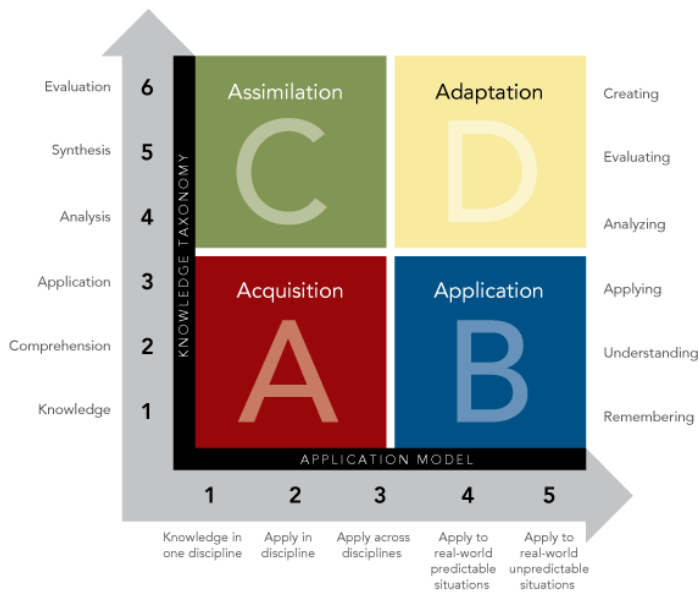 Evaluation 6 Assimilation Adaptation Creating
C D
Synthesis 5 Evaluating
Analysis 4 Analyzing
KNOWLEDGE TAXONOMY
Application 3 Acquisition Application Applying
A B
Comprehension 2 Understanding
Knowledge 1 Remembering
APPLICATION MODEL
1 2 3 4 5
Knowledge in
one discipline
Apply in
discipline
Apply across
disciplines
Apply to
real-world
predictable
situations
Apply to
real-world
unpredictable
situations